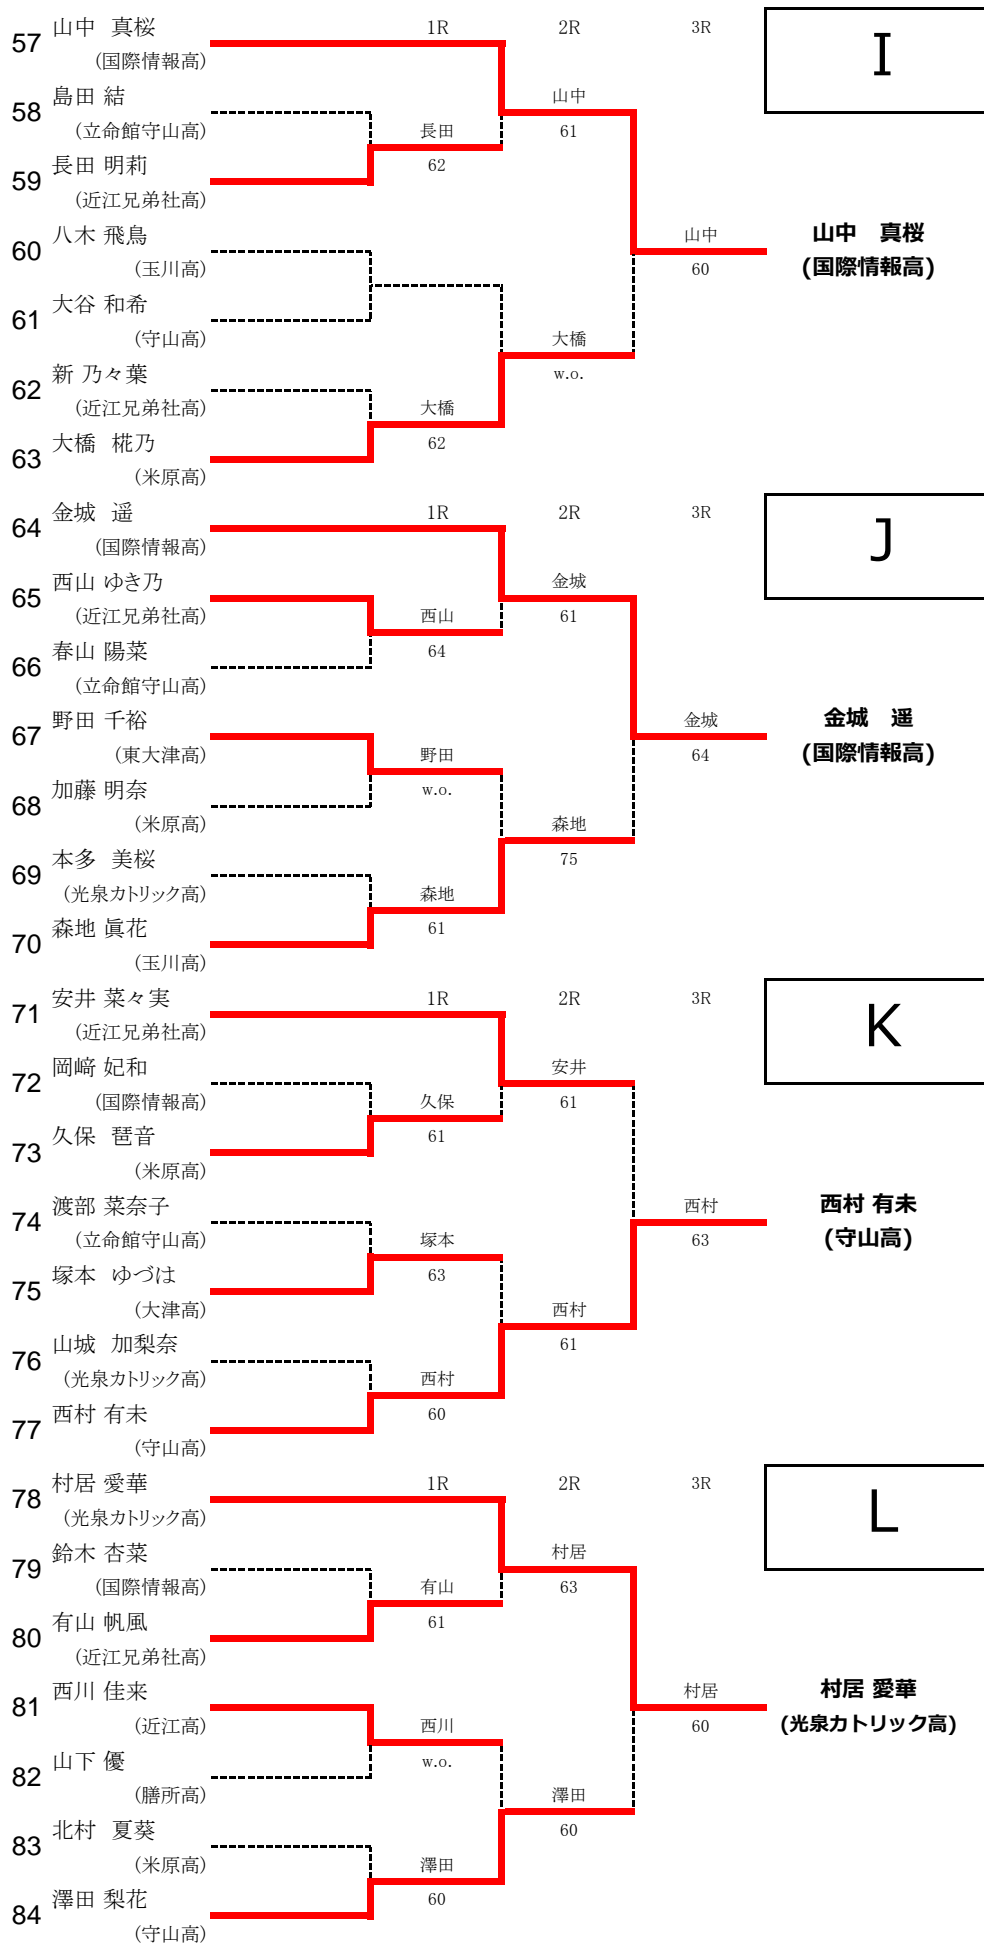 57 山中 真桜 1R 2R 3R I
(国際情報高)
58 島田 結 山中
(立命館守山高) 長田 61
59 長田 明莉 62
(近江兄弟社高)
60 八木 飛鳥 山中 山中 真桜
(玉川高) 60 (国際情報高)
61 大谷 和希
(守山高) 大橋
62 新 乃々葉 w.o.
(近江兄弟社高) 大橋
63 大橋 椛乃 62
(米原高)
64 金城 遥 1R 2R 3R J
(国際情報高)
65 西山 ゆき乃 金城
(近江兄弟社高) 西山 61
66 春山 陽菜 64
(立命館守山高)
67 野田 千裕 金城 金城 遥
(東大津高) 野田 64 (国際情報高)
68 加藤 明奈 w.o.
(米原高) 森地
69 本多 美桜 75
(光泉カトリック高) 森地
70 森地 眞花 61
(玉川高)
71 安井 菜々実 1R 2R 3R K
(近江兄弟社高)
72 岡﨑 妃和 安井
(国際情報高) 久保 61
73 久保 琶音 61
(米原高)
74 渡部 菜奈子 西村 西村 有未
(立命館守山高) 塚本 63 (守山高)
75 塚本 ゆづは 63
(大津高) 西村
76 山城 加梨奈 61
(光泉カトリック高) 西村
77 西村 有未 60
(守山高)
78 村居 愛華 1R 2R 3R L
(光泉カトリック高)
79 鈴木 杏菜 村居
(国際情報高) 有山 63
80 有山 帆風 61
(近江兄弟社高)
81 西川 佳来 村居 村居 愛華
(近江高) 西川 60 (光泉カトリック高)
82 山下 優 w.o.
(膳所高) 澤田
83 北村 夏葵 60
(米原高) 澤田
84 澤田 梨花 60
(守山高)